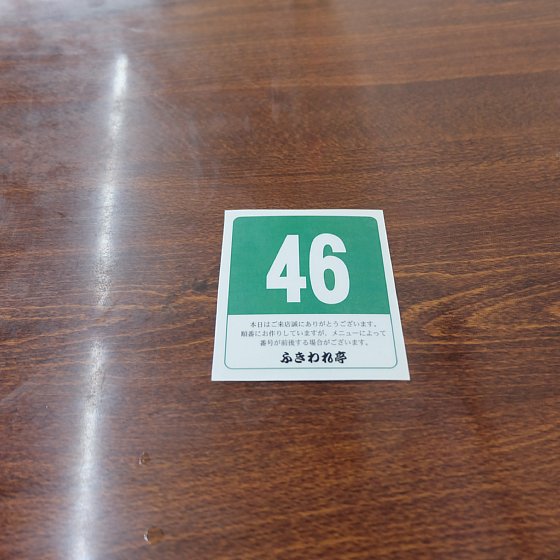 46
本日はご来店誠にありがとうございます。
順番にお作りしていますが、メニューによって
番号が前後する場合がございます。
ふきわれ亭